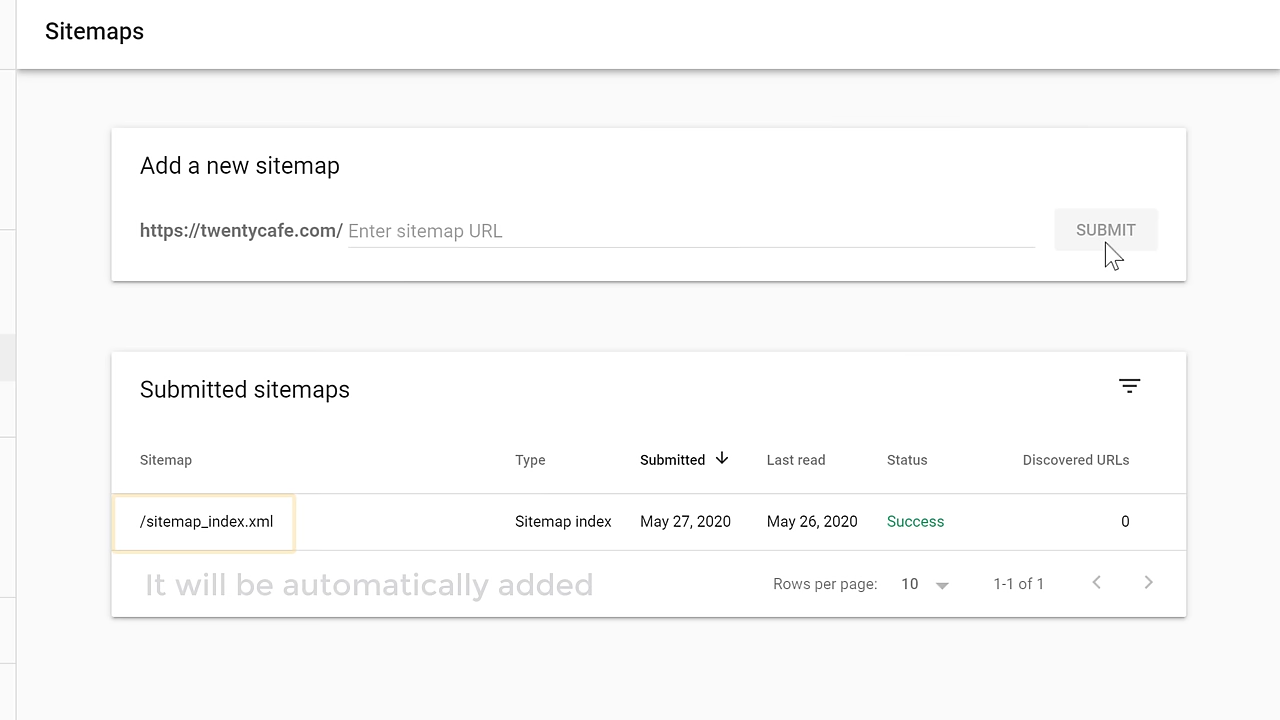 Sitemaps
Add a new sitemap
https://twentycafe.com/ Enter sitemap URL SUBMIT
Submitted sitemaps
Sitemap Type Submitted Last read Status Discovered URLs
/sitemap_index.xml Sitemap index May 27, 2020 May 26, 2020 Success 0
It will be automatically added Rows per page: 10 1-1 of 1